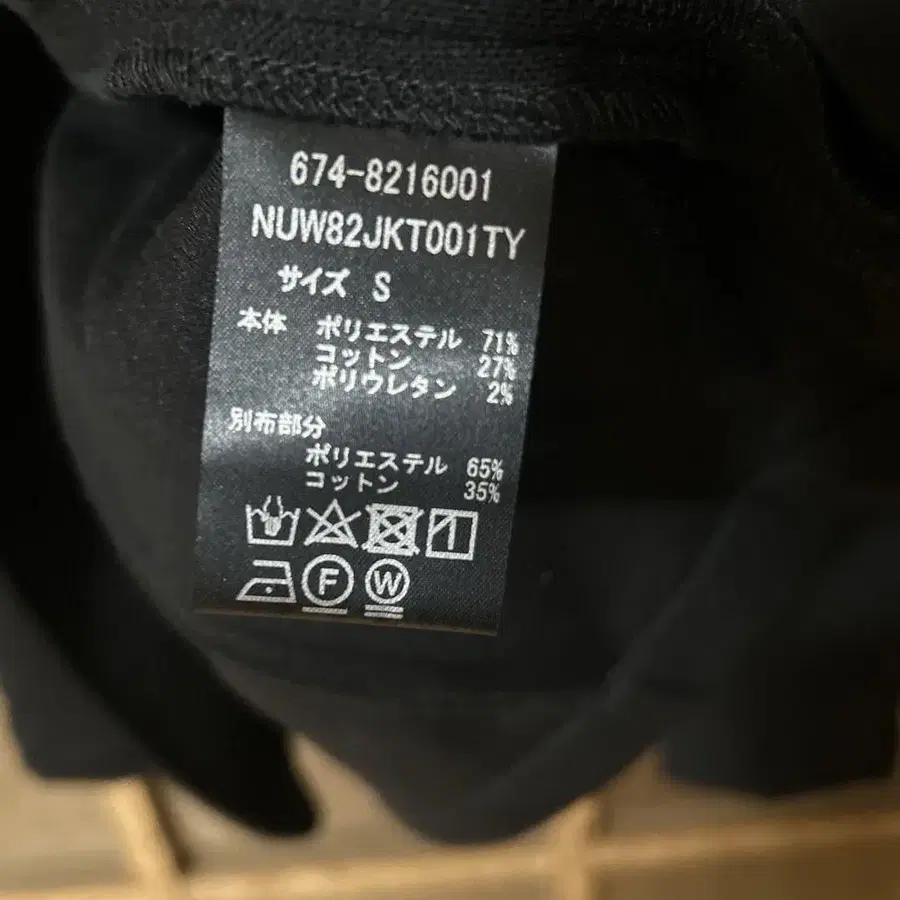 674-8216001
NUW82JKT001TY
サイズ S
本体 ポリエステル 71%
コットン 27%
ポリウレタン 2%
別布部分
ポリエステル 65%
コットン 35%
F W